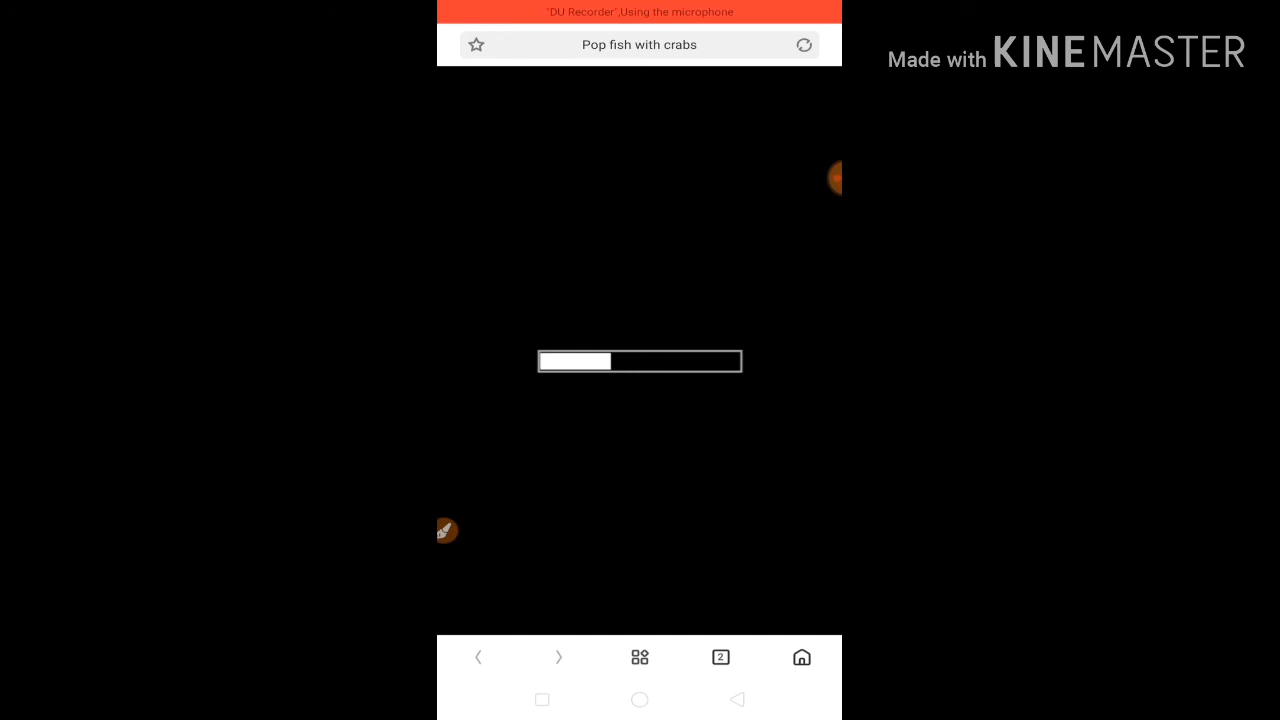 "DU Recorder",Using the microphone
Pop fish with crabs
Made with KINEMASTER
2